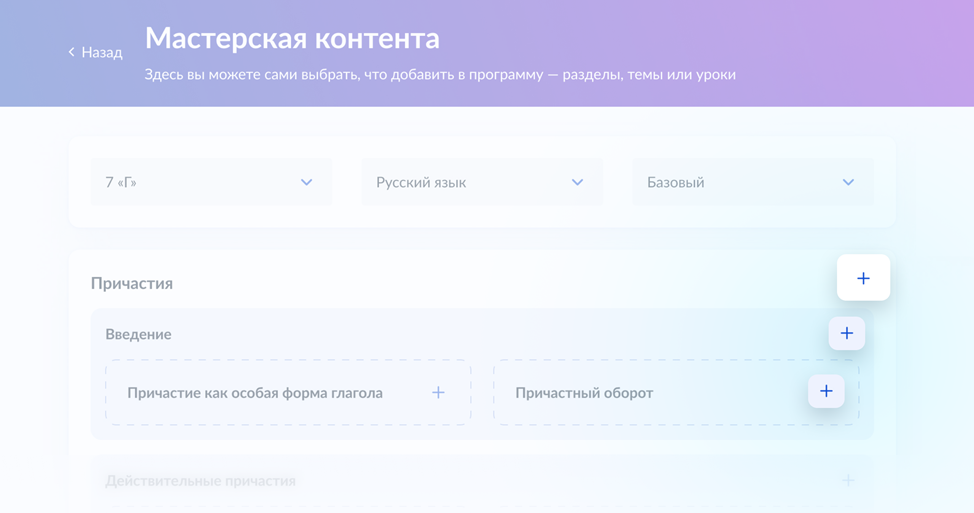 Назад
Мастерская контента
Здесь вы можете сами выбрать, что добавить в программу — разделы, темы или уроки
7 «Г»
Русский язык
Базовый
Причастия
Введение
Причастие как особая форма глагола
Причастный оборот
Действительные причастия